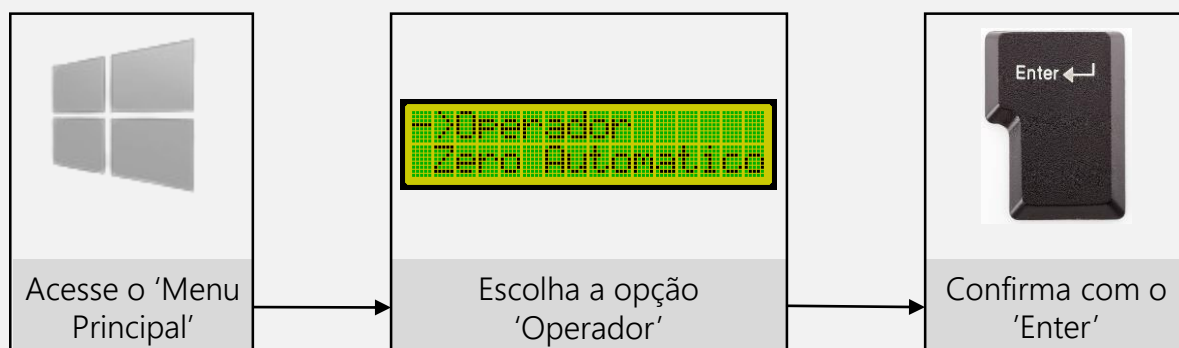 ->Operador
Zero Automatico
Enter
Acesse o ‘Menu
Principal’
Escolha a opção
‘Operador’
Confirma com o
’Enter’